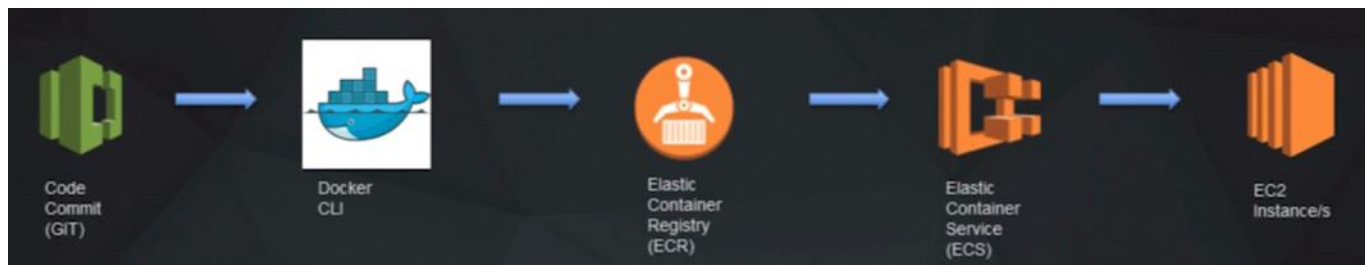 Code
Commit
(GIT)
Docker
CLI
Elastic
Container
Registry
(ECR)
Elastic
Container
Service
(ECS)
EC2
Instance/s